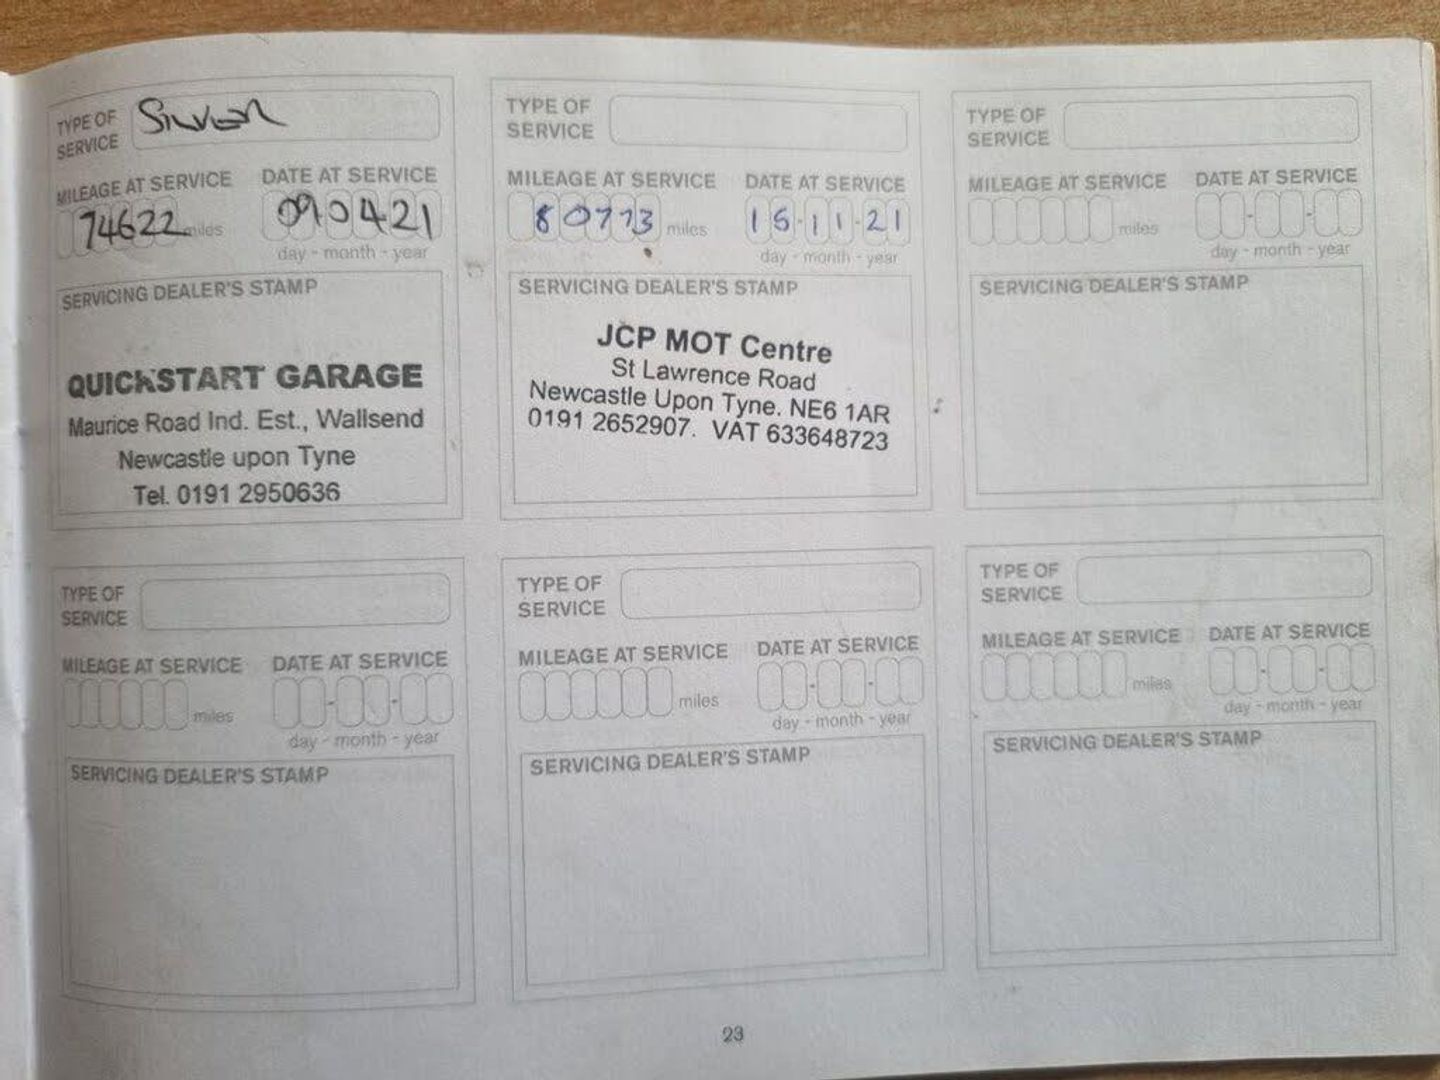 TYPE OF
SERVICE
Silver
MILEAGE AT SERVICE
DATE AT SERVICE
74622 miles
090421
day - month - year
SERVICING DEALER'S STAMP
QUICKSTART GARAGE
Maurice Road Ind. Est., Wallsend
Newcastle upon Tyne
Tel. 0191 2950636
TYPE OF
SERVICE
MILEAGE AT SERVICE
DATE AT SERVICE
80773 miles
15-11-21
day - month - year
SERVICING DEALER'S STAMP
JCP MOT Centre
St Lawrence Road
Newcastle Upon Tyne. NE6 1AR
0191 2652907. VAT 633648723
TYPE OF
SERVICE
MILEAGE AT SERVICE
DATE AT SERVICE
miles
day - month - year
SERVICING DEALER'S STAMP
TYPE OF
SERVICE
MILEAGE AT SERVICE
DATE AT SERVICE
miles
day - month - year
SERVICING DEALER'S STAMP
TYPE OF
SERVICE
MILEAGE AT SERVICE
DATE AT SERVICE
miles
day - month - year
SERVICING DEALER'S STAMP
TYPE OF
SERVICE
MILEAGE AT SERVICE
DATE AT SERVICE
miles
day - month - year
SERVICING DEALER'S STAMP
23